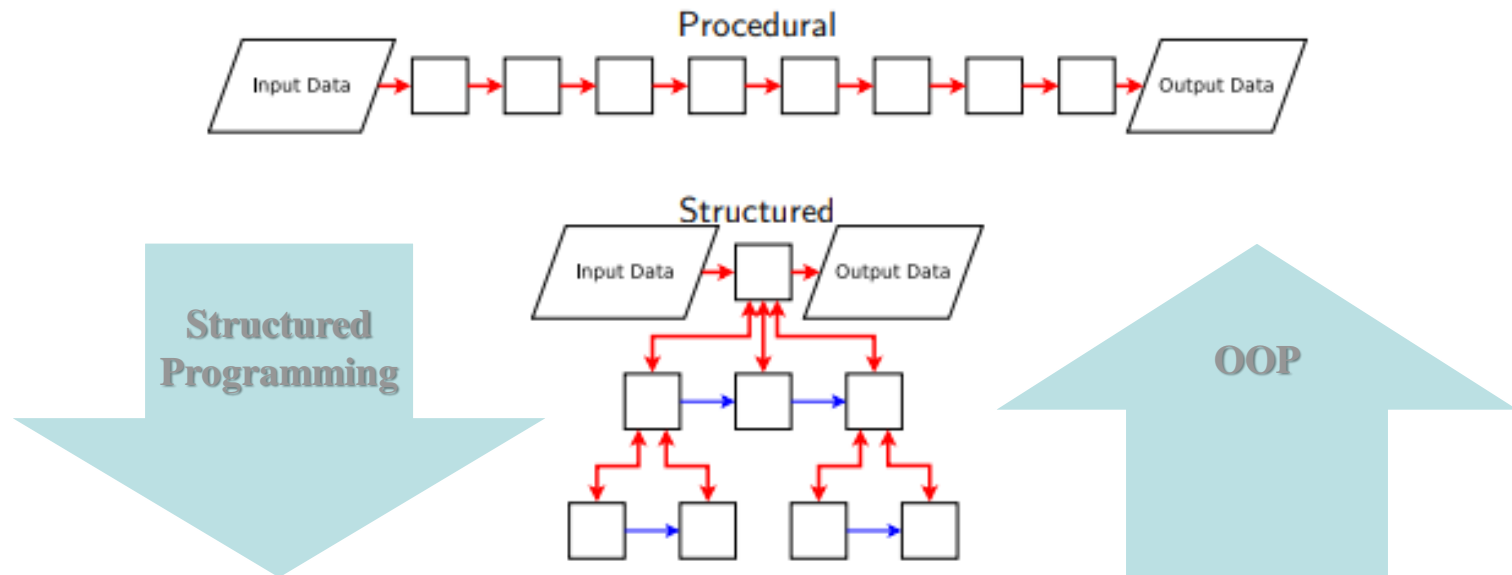 Procedural
Input Data
Output Data
Structured
Input Data
Output Data
Structured
Programming
OOP